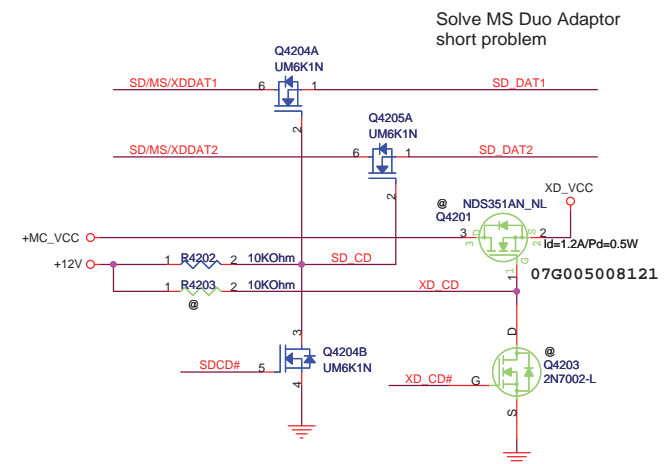 Solve MS Duo Adaptor
short problem
Q4204A
UM6K1N
SD/MS/XDDAT1
6
1
SD_DAT1
2
Q4205A
UM6K1N
SD/MS/XDDAT2
6
1
SD_DAT2
2
XD_VCC
@
NDS351AN_NL
Q4201
+MC_VCC
3
3
D
S
2
2
Id=1.2A/Pd=0.5W
G
1
1
07G005008121
+12V
1
R4202
2
10KOhm
SD_CD
1
R4203
2
10KOhm
XD_CD
@
3
Q4204B
UM6K1N
SDCD#
5
4
D
@
Q4203
2N7002-L
XD_CD#
G
S